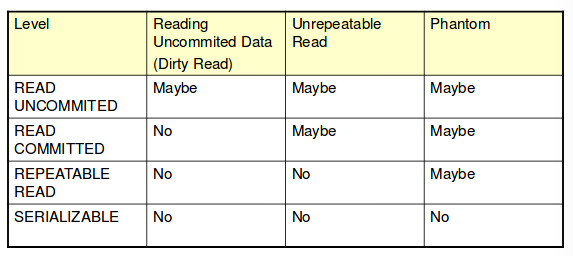 Level Reading Unrepeatable Phantom
Uncommited Data Read
(Dirty Read)
READ Maybe Maybe Maybe
UNCOMMITED
READ No Maybe Maybe
COMMITTED
REPEATABLE No No Maybe
READ
SERIALIZABLE No No No